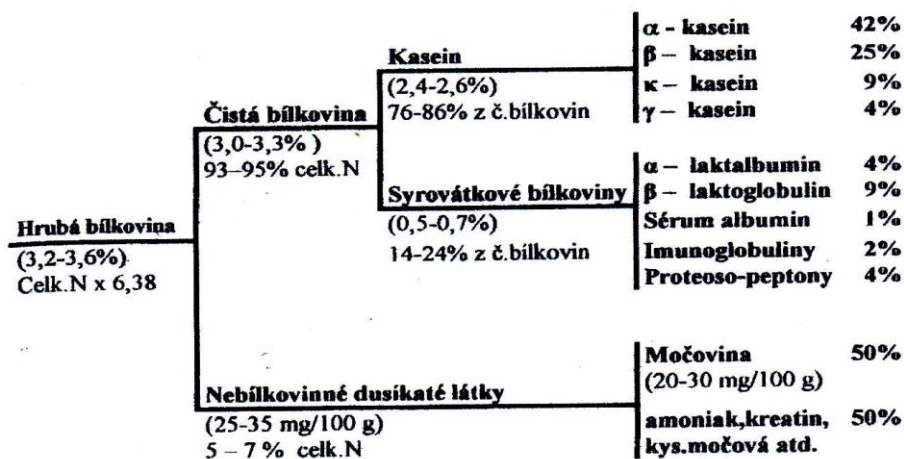 Hrubá bílkovina
(3,2-3,6%)
Celk.N x 6,38
Čistá bílkovina
(3,0-3,3% )
93–95% celk.N
Kasein
(2,4-2,6%)
76-86% z č.bílkovin
α - kasein 42%
β – kasein 25%
κ – kasein 9%
γ – kasein 4%
Syrovátkové bílkoviny
(0,5-0,7%)
14-24% z č.bílkovin
α – laktalbumin 4%
β – laktoglobulin 9%
Sérum albumin 1%
Imunoglobuliny 2%
Proteoso-peptony 4%
Nebílkovinné dusíkaté látky
(25-35 mg/100 g)
5 – 7 % celk.N
Močovina 50%
(20-30 mg/100 g)
amoniak,kreatin, 50%
kys.močová atd.